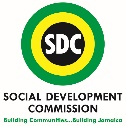 SDC
SOCIAL DEVELOPMENT
COMMISSION
Building Communities...Building Jamaica